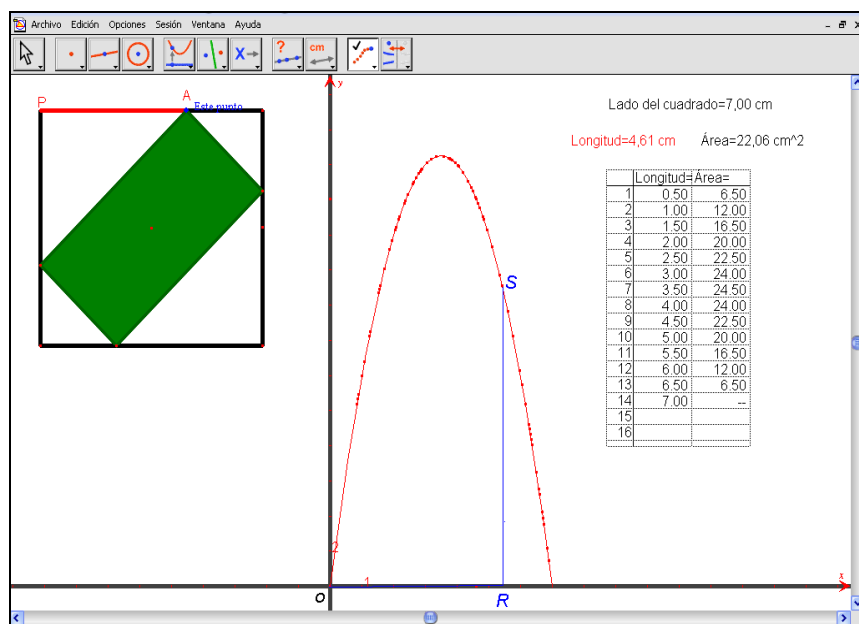 Archivo Edición Opciones Sesión Ventana Ayuda
? cm
X
y
P
A
Este punto
Lado del cuadrado=7,00 cm
Longitud=4,61 cm Área=22,06 cm^2
Longitud= Área=
1 0.50 6.50
2 1.00 12.00
3 1.50 16.50
4 2.00 20.00
5 2.50 22.50
6 3.00 24.00
7 3.50 24.50
8 4.00 24.00
9 4.50 22.50
10 5.00 20.00
11 5.50 16.50
12 6.00 12.00
13 6.50 6.50
14 7.00 --
15
16
S
2
1
x
O
R